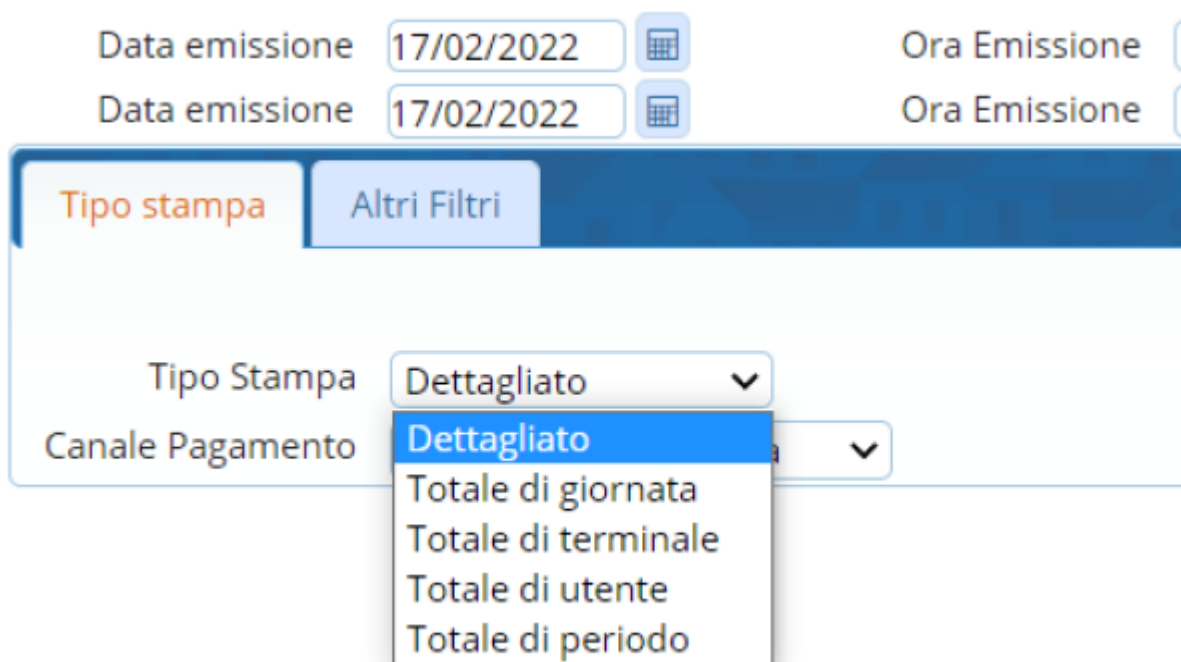 Data emissione 17/02/2022 Ora Emissione
Data emissione 17/02/2022 Ora Emissione
Tipo stampa Altri Filtri
Tipo Stampa Dettagliato
Canale Pagamento
Dettagliato
Totale di giornata
Totale di terminale
Totale di utente
Totale di periodo